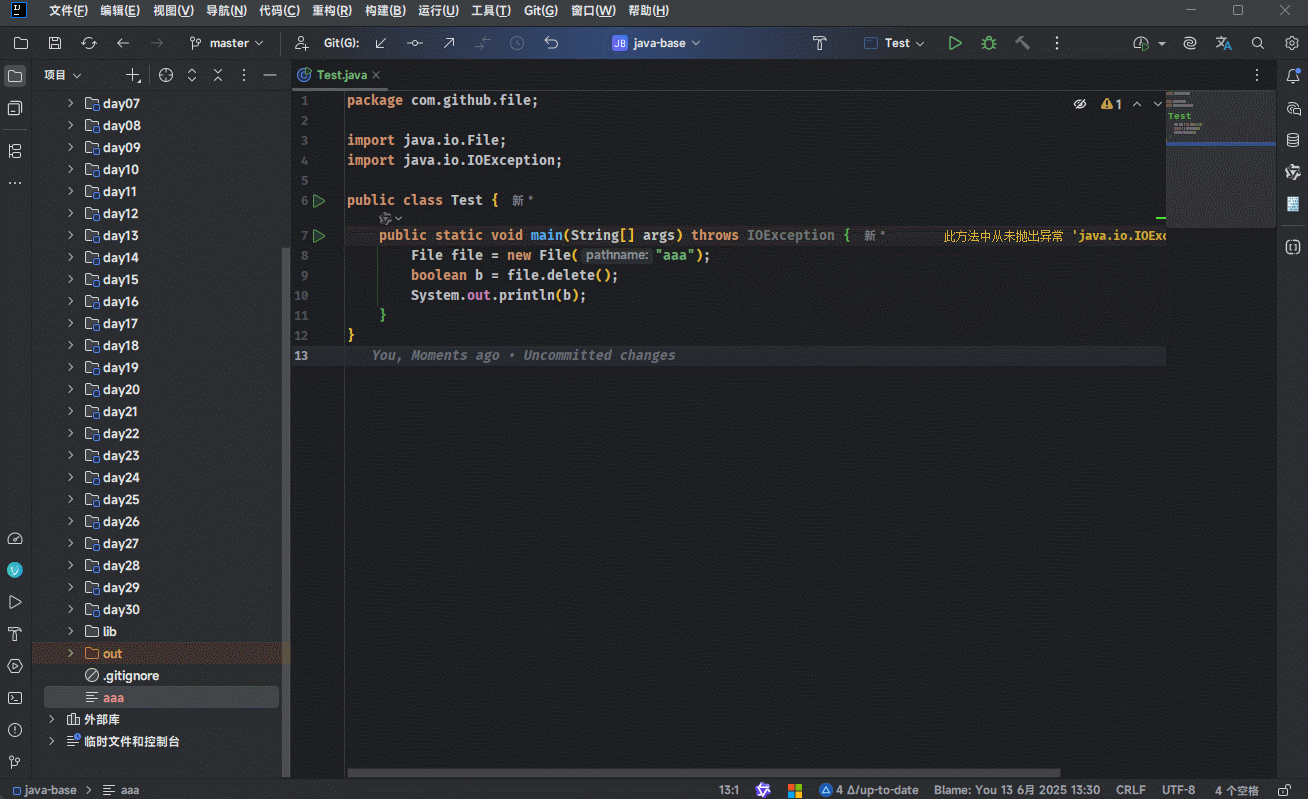 文件(F) 编辑(E) 视图(V) 导航(N) 代码(C) 重构(R) 构建(B) 运行(U) 工具(T) Git(G) 窗口(W) 帮助(H)
master Git(G): JB java-base Test
项目
Test.java
day07
day08
day09
day10
day11
day12
day13
day14
day15
day16
day17
day18
day19
day20
day21
day22
day23
day24
day25
day26
day27
day28
day29
day30
lib
out
.gitignore
aaa
外部库
临时文件和控制台
1 package com.github.file;
2
3 import java.io.File;
4 import java.io.IOException;
5
6 public class Test { 新 *
7 public static void main(String[] args) throws IOException { 新 * 此方法中从未抛出异常 'java.io.IOExc
8 File file = new File( pathname: "aaa");
9 boolean b = file.delete();
10 System.out.println(b);
11 }
12 }
13 You, Moments ago • Uncommitted changes
1
Test
java-base > aaa
13:1 4 Δ/up-to-date Blame: You 13 6月 2025 13:30 CRLF UTF-8 4 个空格